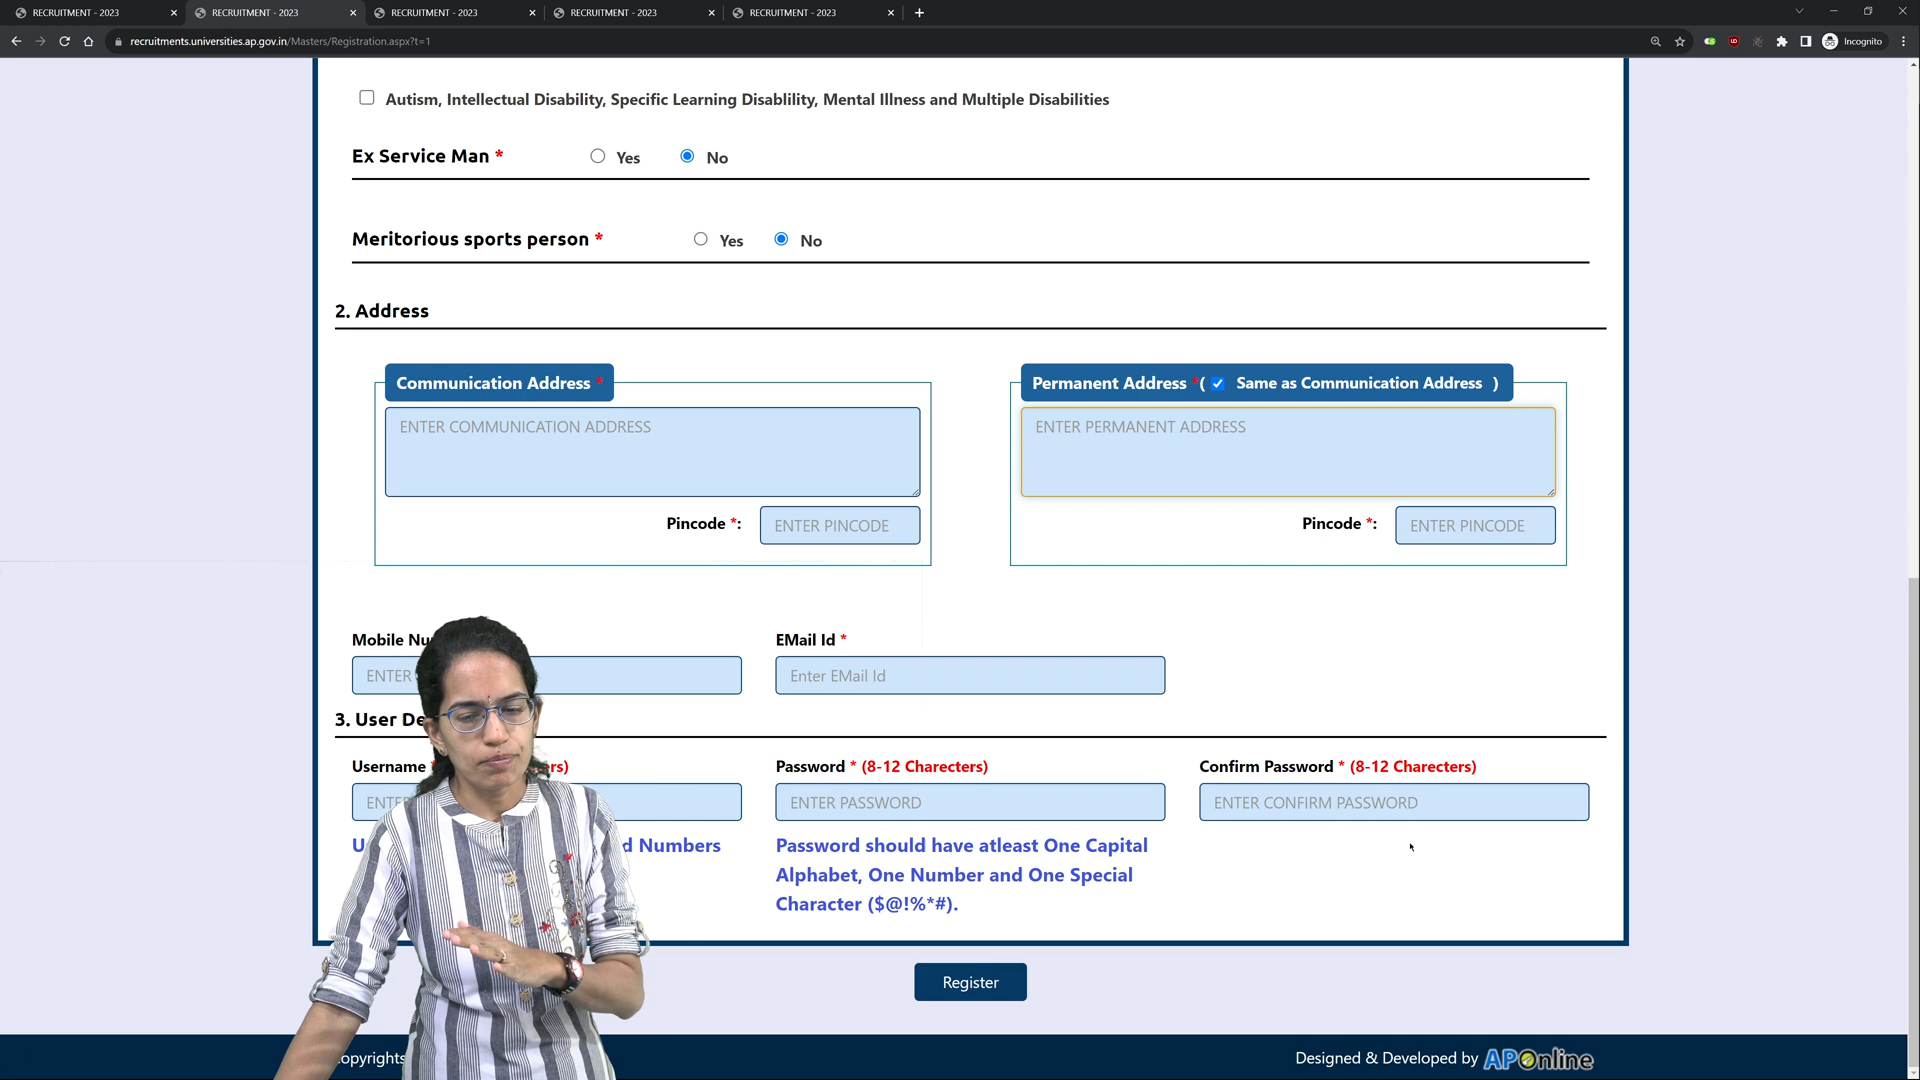 RECRUITMENT - 2023
RECRUITMENT - 2023
RECRUITMENT - 2023
RECRUITMENT - 2023
RECRUITMENT - 2023
recruitments.universities.ap.gov.in/Masters/Registration.aspx?t=1
Incognito
Autism, Intellectual Disability, Specific Learning Disablility, Mental Illness and Multiple Disabilities
Ex Service Man * Yes No
Meritorious sports person * Yes No
2. Address
Communication Address *
Permanent Address *( Same as Communication Address )
ENTER COMMUNICATION ADDRESS
ENTER PERMANENT ADDRESS
Pincode *: ENTER PINCODE
Pincode *: ENTER PINCODE
Mobile Nu
EMail Id *
ENTER
Enter EMail Id
3. User De
Username
Password * (8-12 Charecters)
Confirm Password * (8-12 Charecters)
ENTER PASSWORD
ENTER CONFIRM PASSWORD
d Numbers
Password should have atleast One Capital
Alphabet, One Number and One Special
Character ($@!%*#).
Register
opyrights
Designed & Developed by APOnline